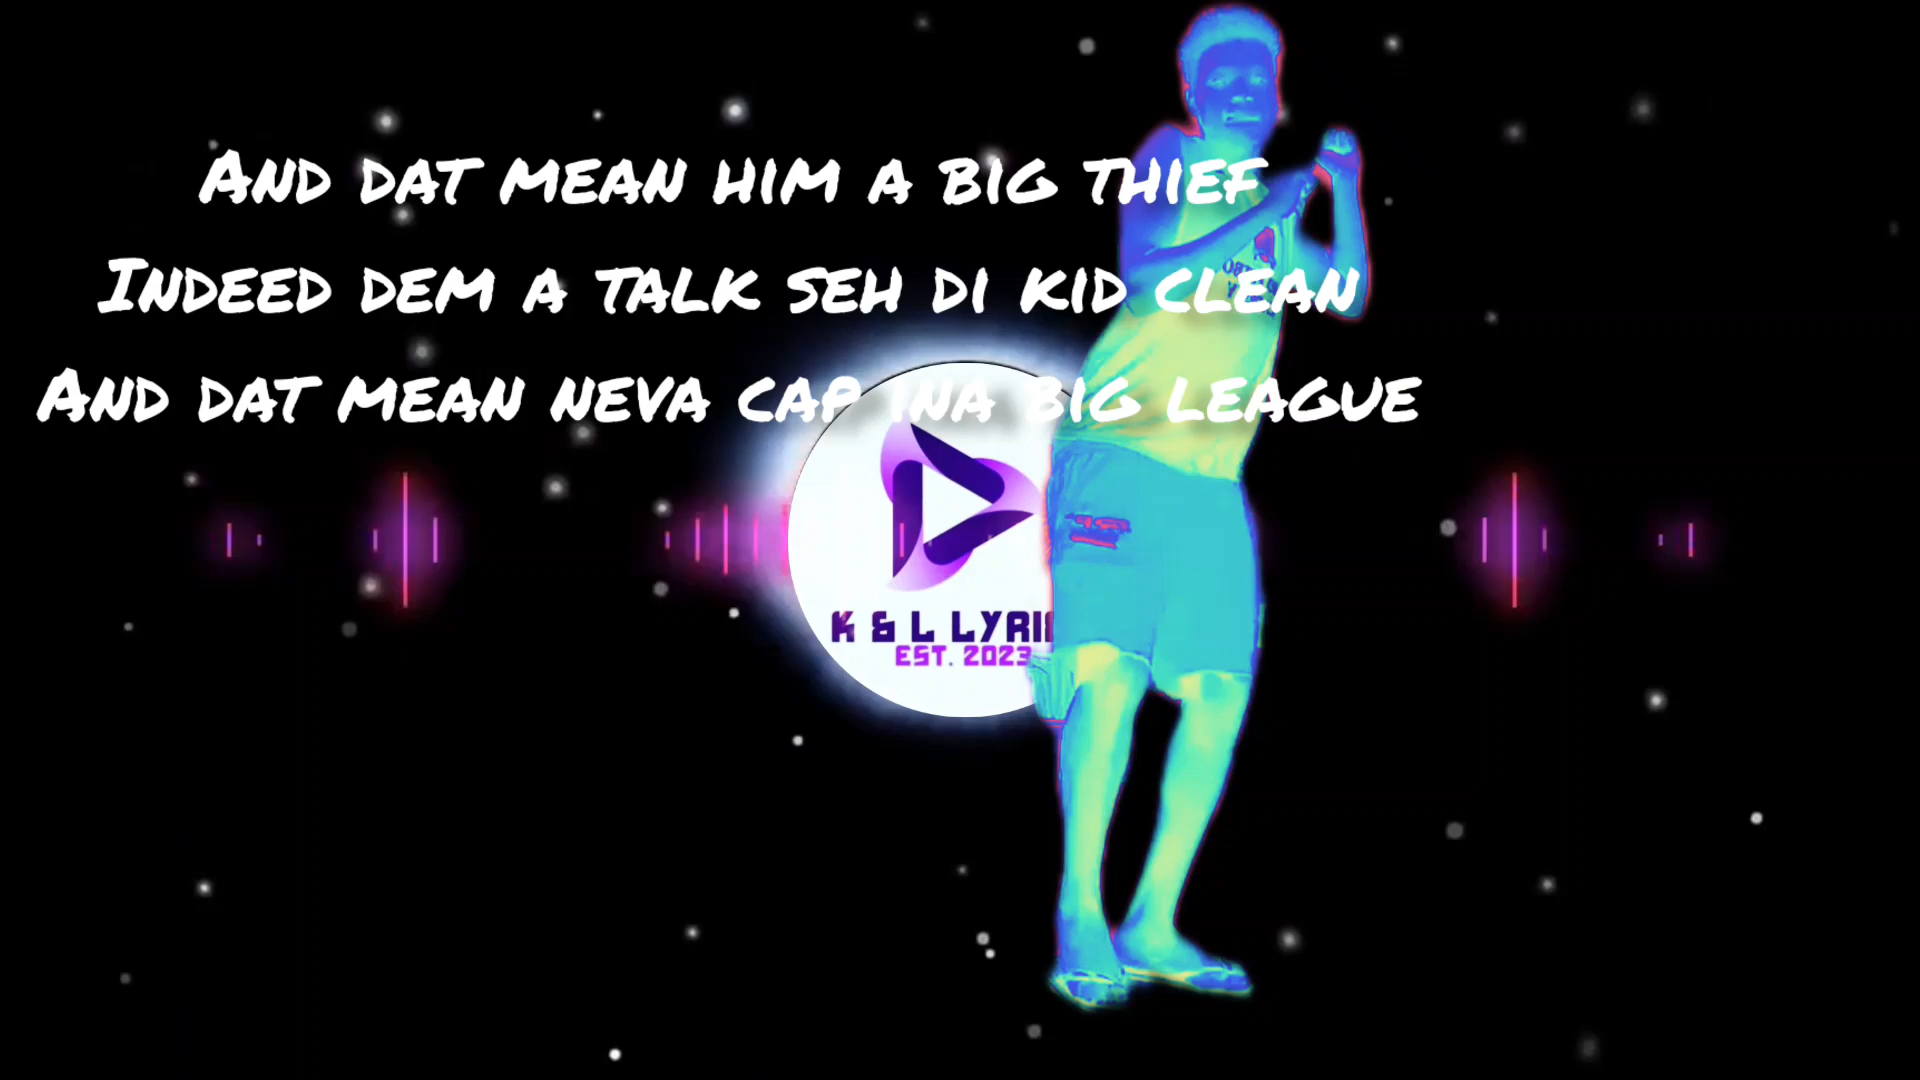 And dat mean him a big thief
Indeed dem a talk seh di kid clean
And dat mean neva cap ina big league
K & L LYRI
EST. 2023